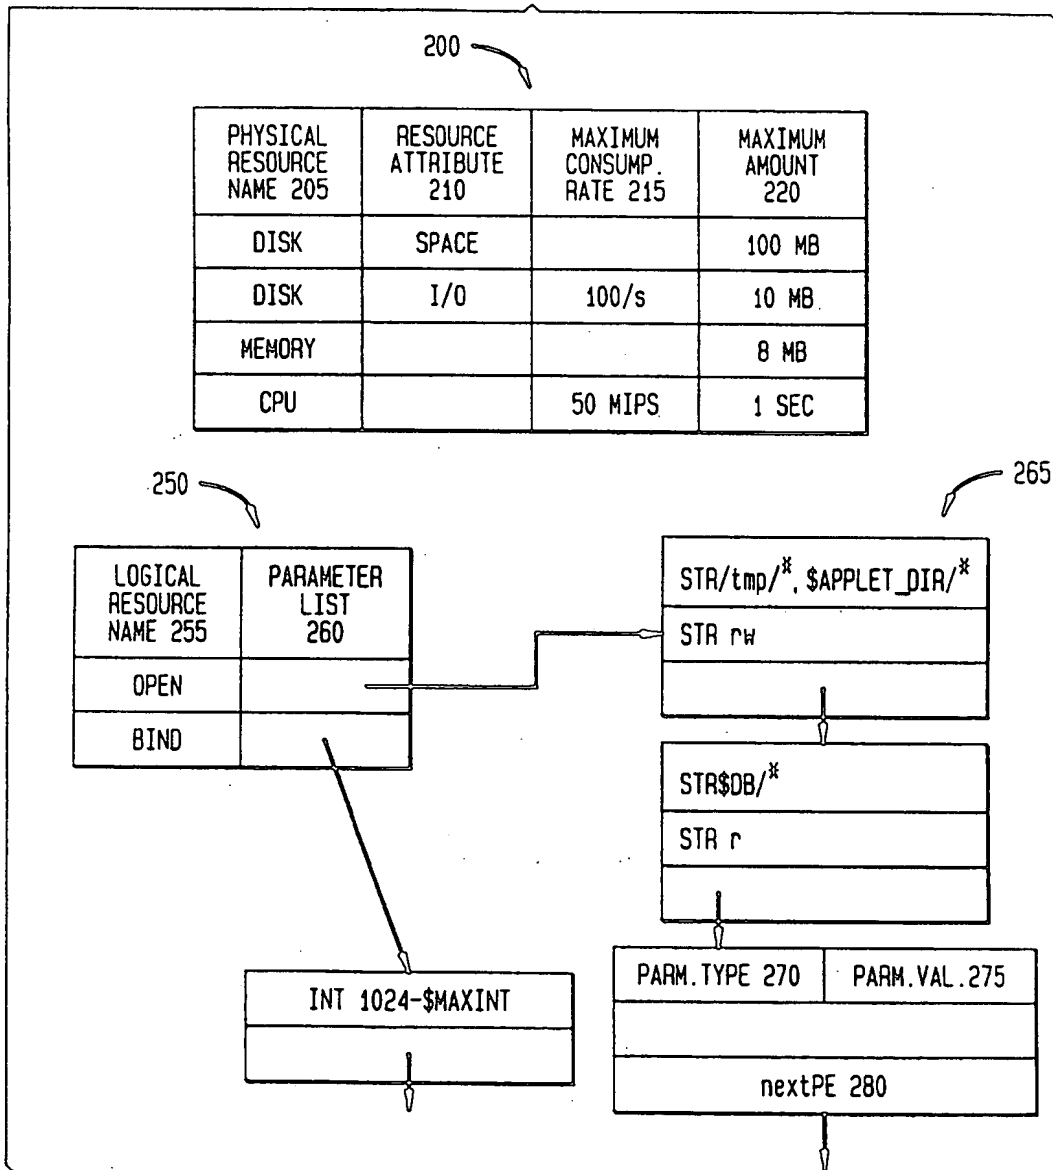 200
PHYSICAL RESOURCE NAME 205 RESOURCE ATTRIBUTE 210 MAXIMUM CONSUMP. RATE 215 MAXIMUM AMOUNT 220
DISK SPACE 100 MB
DISK I/O 100/s 10 MB
MEMORY 8 MB
CPU 50 MIPS 1 SEC
250
LOGICAL RESOURCE NAME 255 PARAMETER LIST 260
OPEN
BIND
265
STR/tmp/*, $APPLET_DIR/*
STR rw
STR$DB/*
STR r
INT 1024-$MAXINT
PARM.TYPE 270 PARM.VAL.275
nextPE 280